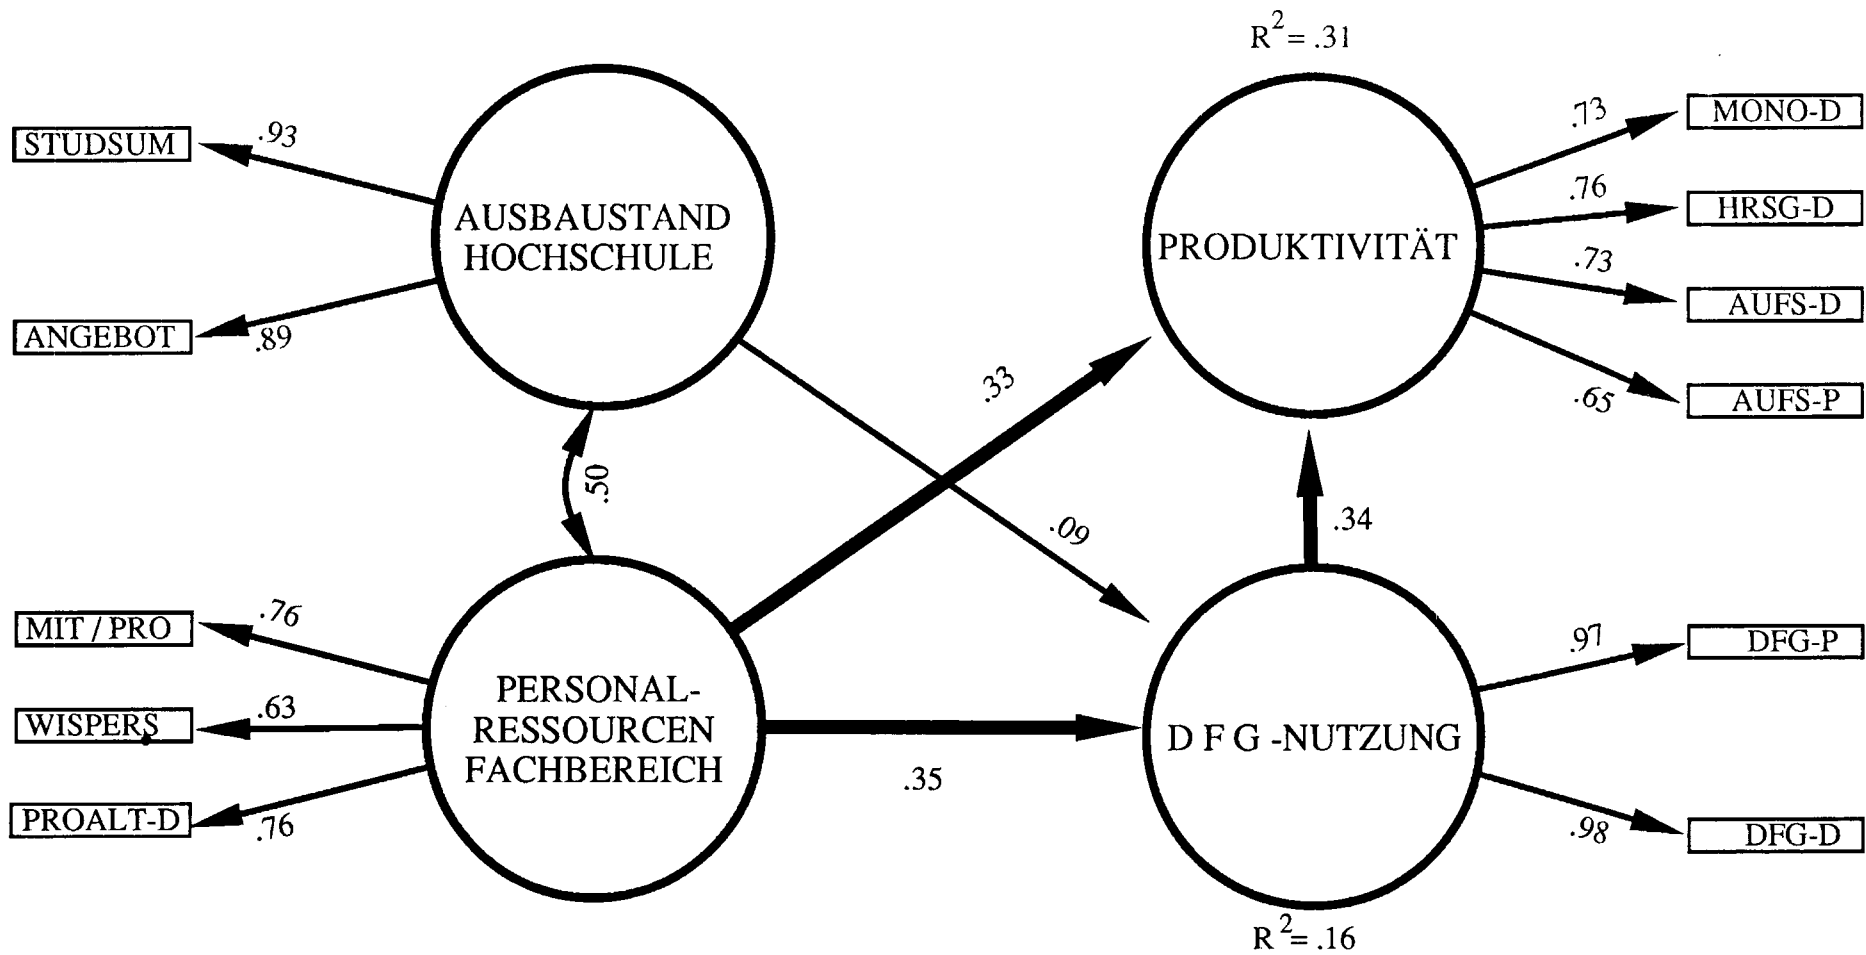 R² = .31
STUDSUM
.93
AUSBAUSTAND
HOCHSCHULE
ANGEBOT
.89
PRODUKTIVITÄT
.73
MONO-D
.76
HRSG-D
.73
AUFS-D
.65
AUFS-P
.50
.33
.09
.34
MIT / PRO
.76
WISPERS
.63
PROALT-D
.76
PERSONAL-
RESSOURCEN
FACHBEREICH
.35
D F G -NUTZUNG
.97
DFG-P
.98
DFG-D
R² = .16